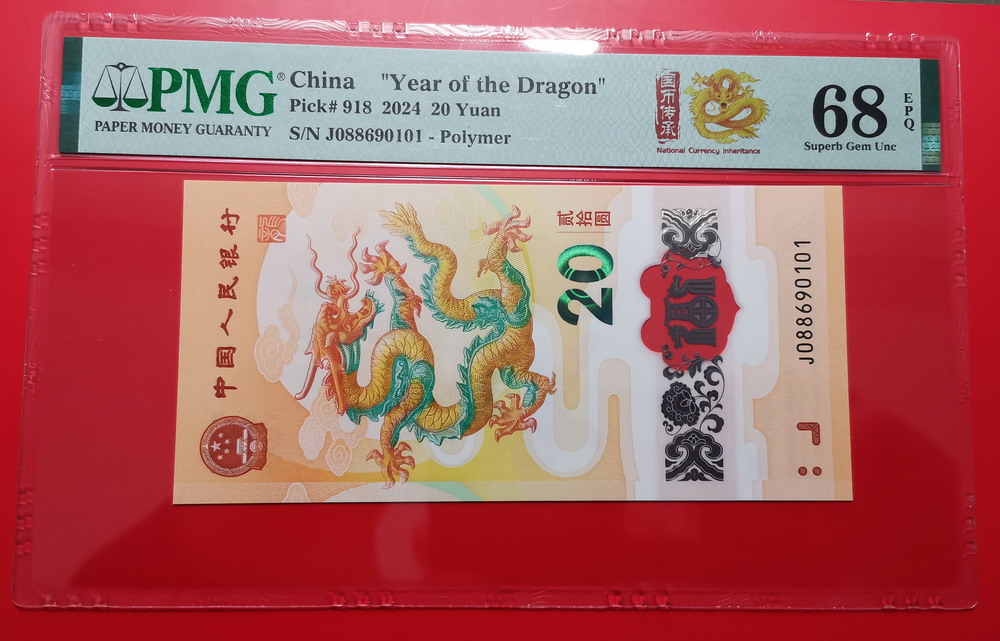 PMG®
PAPER MONEY GUARANTY
China "Year of the Dragon"
Pick# 918 2024 20 Yuan
S/N J088690101 - Polymer
国币传承
National Currency Inheritance
68
EPQ
Superb Gem Unc
中国人民银行
贰拾圆
20
福
J088690101